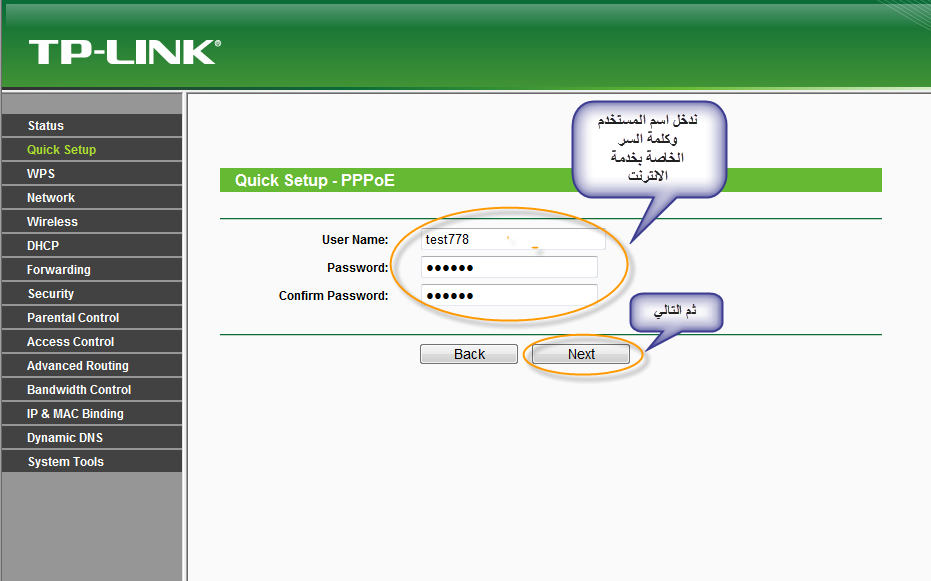 TP-LINK®
Status
Quick Setup
WPS
Network
Wireless
DHCP
Forwarding
Security
Parental Control
Access Control
Advanced Routing
Bandwidth Control
IP & MAC Binding
Dynamic DNS
System Tools
ندخل اسم المستخدم
وكلمة السر
الخاصة بخدمة
الانترنت
Quick Setup - PPPoE
User Name: test778
Password: ●●●●●●
Confirm Password: ●●●●●●
ثم التالي
Back Next